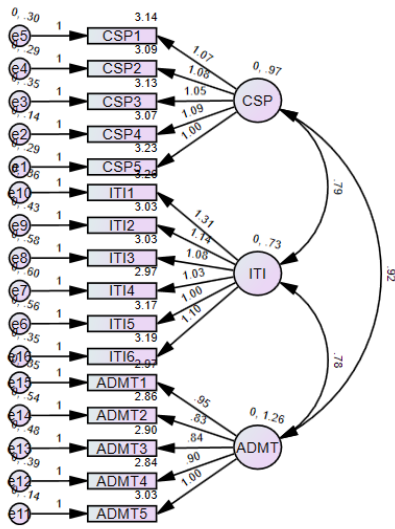 3.14
0, .30
e5 1 CSP1
3.09
0, .29
e4 1 CSP2 1.07
3.13 0, .97
0, .35 1.08
e3 1 CSP3 1.05 CSP
3.07
0, .14 1.09
e2 1 CSP4
3.23 1.00
0, .29
1 CSP5
.79
e10 1 ITI1
3.03 1.31
0, .43
e9 1 ITI2 1.14
3.03 0, .73
0, .58 1.08
e8 1 ITI3 ITI .92
2.97 1.03
0, .60
e7 1 ITI4 1.00
3.17
0, .56 1.10
e6 1 ITI5
3.19
0, .35 .78
e16 1 ITI6
2.97
e15 1 ADMT1 .95
2.86
0, .54 .83
e14 1 ADMT2 0, 1.26
2.90
0, .48 .84
e13 1 ADMT3 ADMT
2.84 .90
0, .39
e12 1 ADMT4 1.00
3.03
0, .14
e11 1 ADMT5